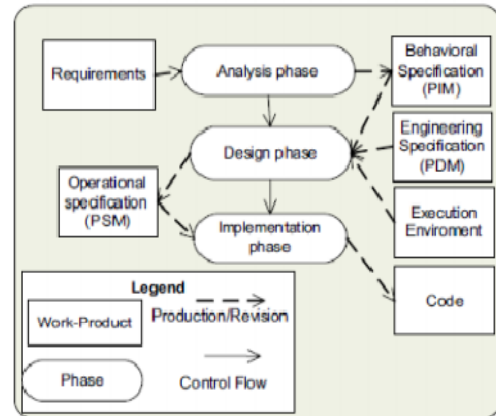 Requirements
Analysis phase
Behavioral
Specification
(PIM)
Design phase
Engineering
Specification
(PDM)
Operational
specification
(PSM)
Implementation
phase
Execution
Enviroment
Code
Legend
Work-Product
Production/Revision
Phase
Control Flow